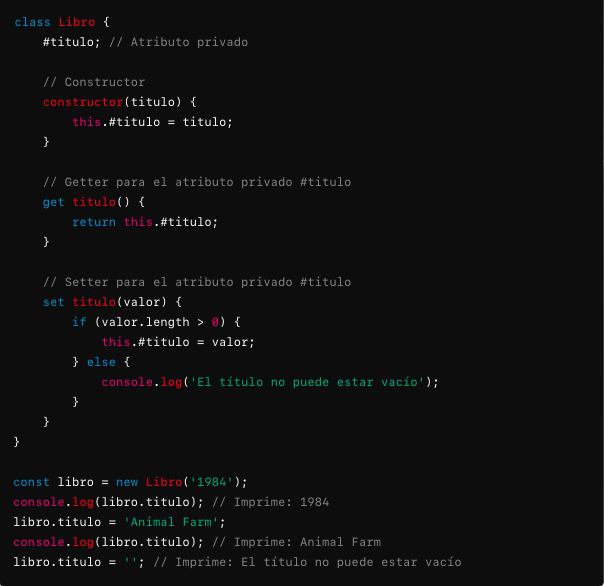 class Libro {
    #titulo; // Atributo privado

    // Constructor
    constructor(titulo) {
        this.#titulo = titulo;
    }

    // Getter para el atributo privado #titulo
    get titulo() {
        return this.#titulo;
    }

    // Setter para el atributo privado #titulo
    set titulo(valor) {
        if (valor.length > 0) {
            this.#titulo = valor;
        } else {
            console.log('El título no puede estar vacío');
        }
    }
}

const libro = new Libro('1984');
console.log(libro.titulo); // Imprime: 1984
libro.titulo = 'Animal Farm';
console.log(libro.titulo); // Imprime: Animal Farm
libro.titulo = ''; // Imprime: El título no puede estar vacío